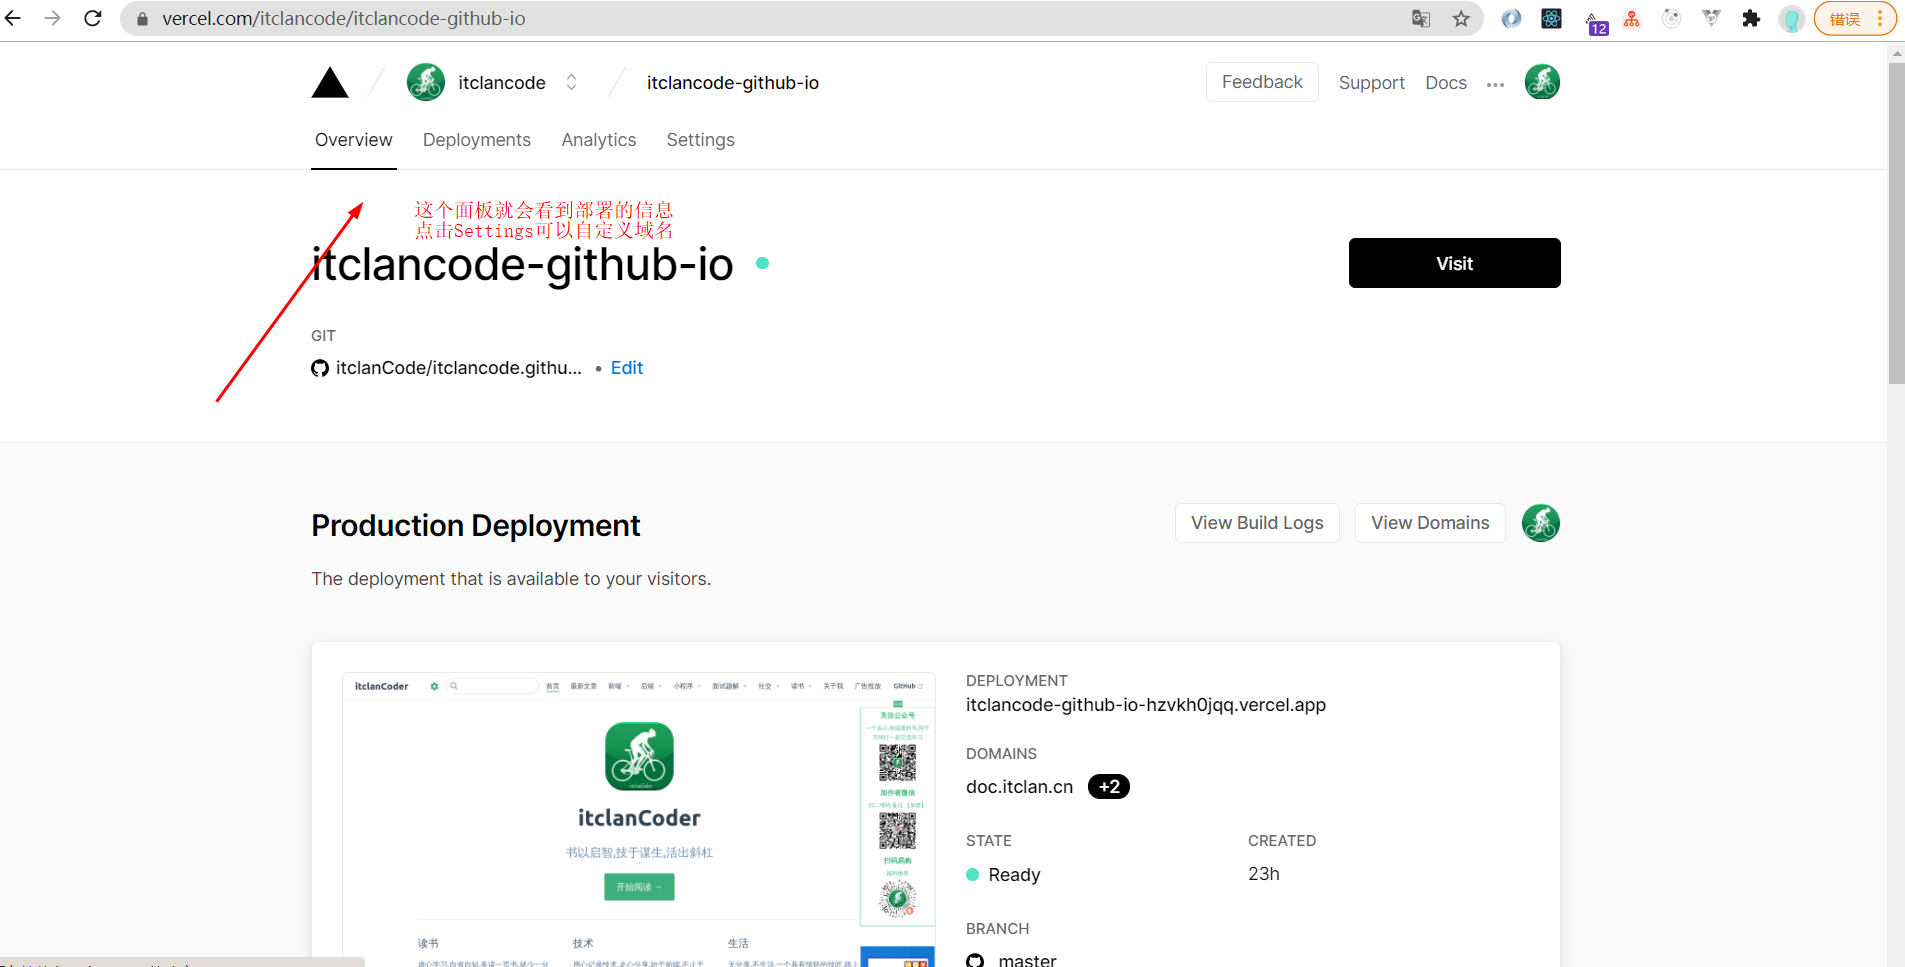 vercel.com/itclancode/itclancode-github-io
12
错误
itclancode
itclancode-github-io
Feedback
Support
Docs
Overview
Deployments
Analytics
Settings
这个面板就会看到部署的信息
点击Settings可以自定义域名
itclancode-github-io
Visit
GIT
itclanCode/itclancode.githu...
• Edit
Production Deployment
View Build Logs
View Domains
The deployment that is available to your visitors.
itclanCoder
首页
最新文章
前端
后端
小程序
面试题解
社交
读书
关于我
广告投放
GitHub
关注公众号
加作者微信
扫码易购
itclanCoder
书以启智,技于谋生,活出斜杠
开始阅读 →
读书
技术
生活
DEPLOYMENT
itclancode-github-io-hzvkh0jqq.vercel.app
DOMAINS
doc.itclan.cn
+2
STATE
CREATED
Ready
23h
BRANCH
master